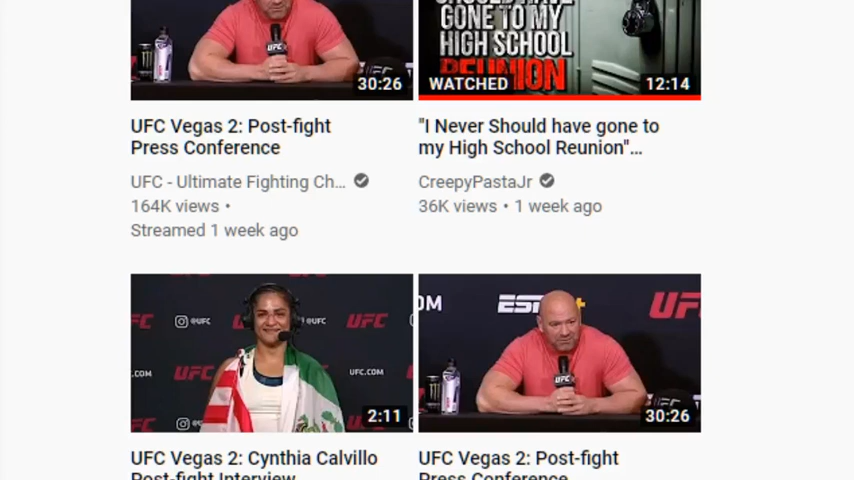 SHOULD HAVE
GONE TO MY
HIGH SCHOOL
REUNION
UFC
30:26
WATCHED
12:14
UFC Vegas 2: Post-fight
Press Conference
"I Never Should have gone to
my High School Reunion"...
UFC - Ultimate Fighting Ch...
164K views •
Streamed 1 week ago
CreepyPastaJr
36K views • 1 week ago
@UFC
@UFC
UFC
UFC
.COM
UFC.COM
2:11
OM
ESPN+
UFC
UFC
30:26
UFC Vegas 2: Cynthia Calvillo
Post-fight Interview
UFC Vegas 2: Post-fight
Press Conference